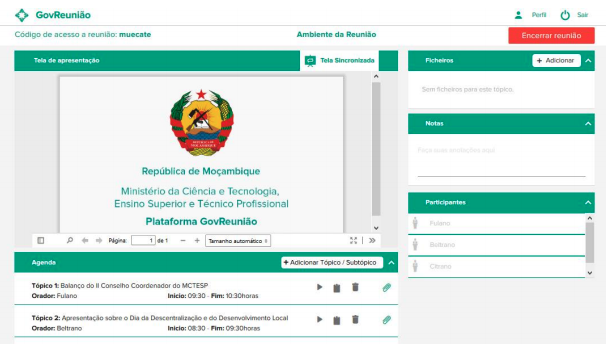 GovReunião
Perfil
Sair
Código de acesso a reunião: muecate
Ambiente da Reunião
Encerrar reunião
Tela de apresentação
Tela Sincronizada
República de Moçambique
Ministério da Ciência e Tecnologia,
Ensino Superior e Técnico Profissional
Plataforma GovReunião
Página: 1 de 1
Tamanho automático
Agenda
+ Adicionar Tópico / Subtópico
Tópico 1: Balanço do II Conselho Coordenador do MCTESP
Orador: Fulano
Início: 09:30 - Fim: 10:30horas
Tópico 2: Apresentação sobre o Dia da Descentralização e do Desenvolvimento Local
Orador: Beltrano
Início: 08:30 - Fim: 09:30horas
Ficheiros
+ Adicionar
Sem ficheiros para este tópico.
Notas
Participantes
Fulano
Beltrano
Citrano